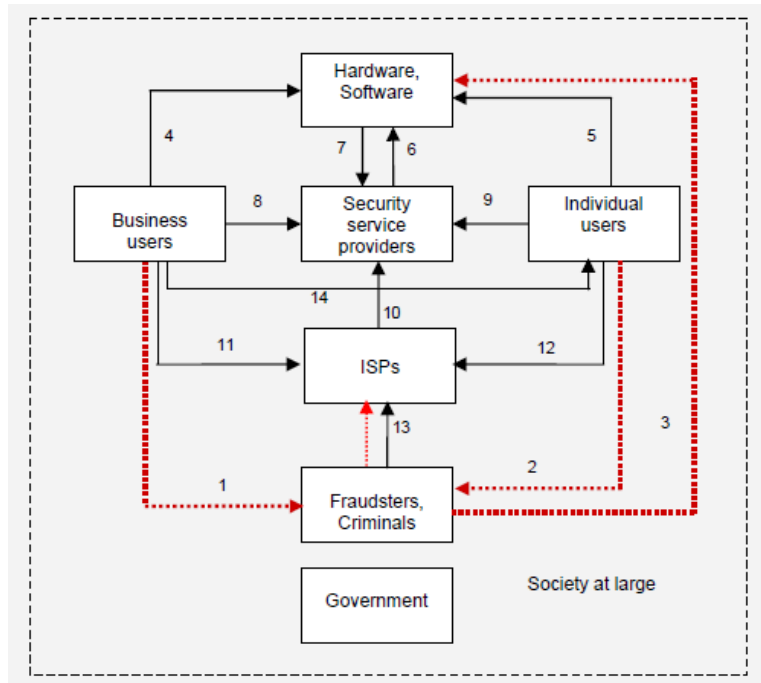 Hardware,
Software
4
7
6
5
Business
users
8
Security
service
providers
9
Individual
users
14
10
11
ISPs
12
13
3
1
2
Fraudsters,
Criminals
Government
Society at large